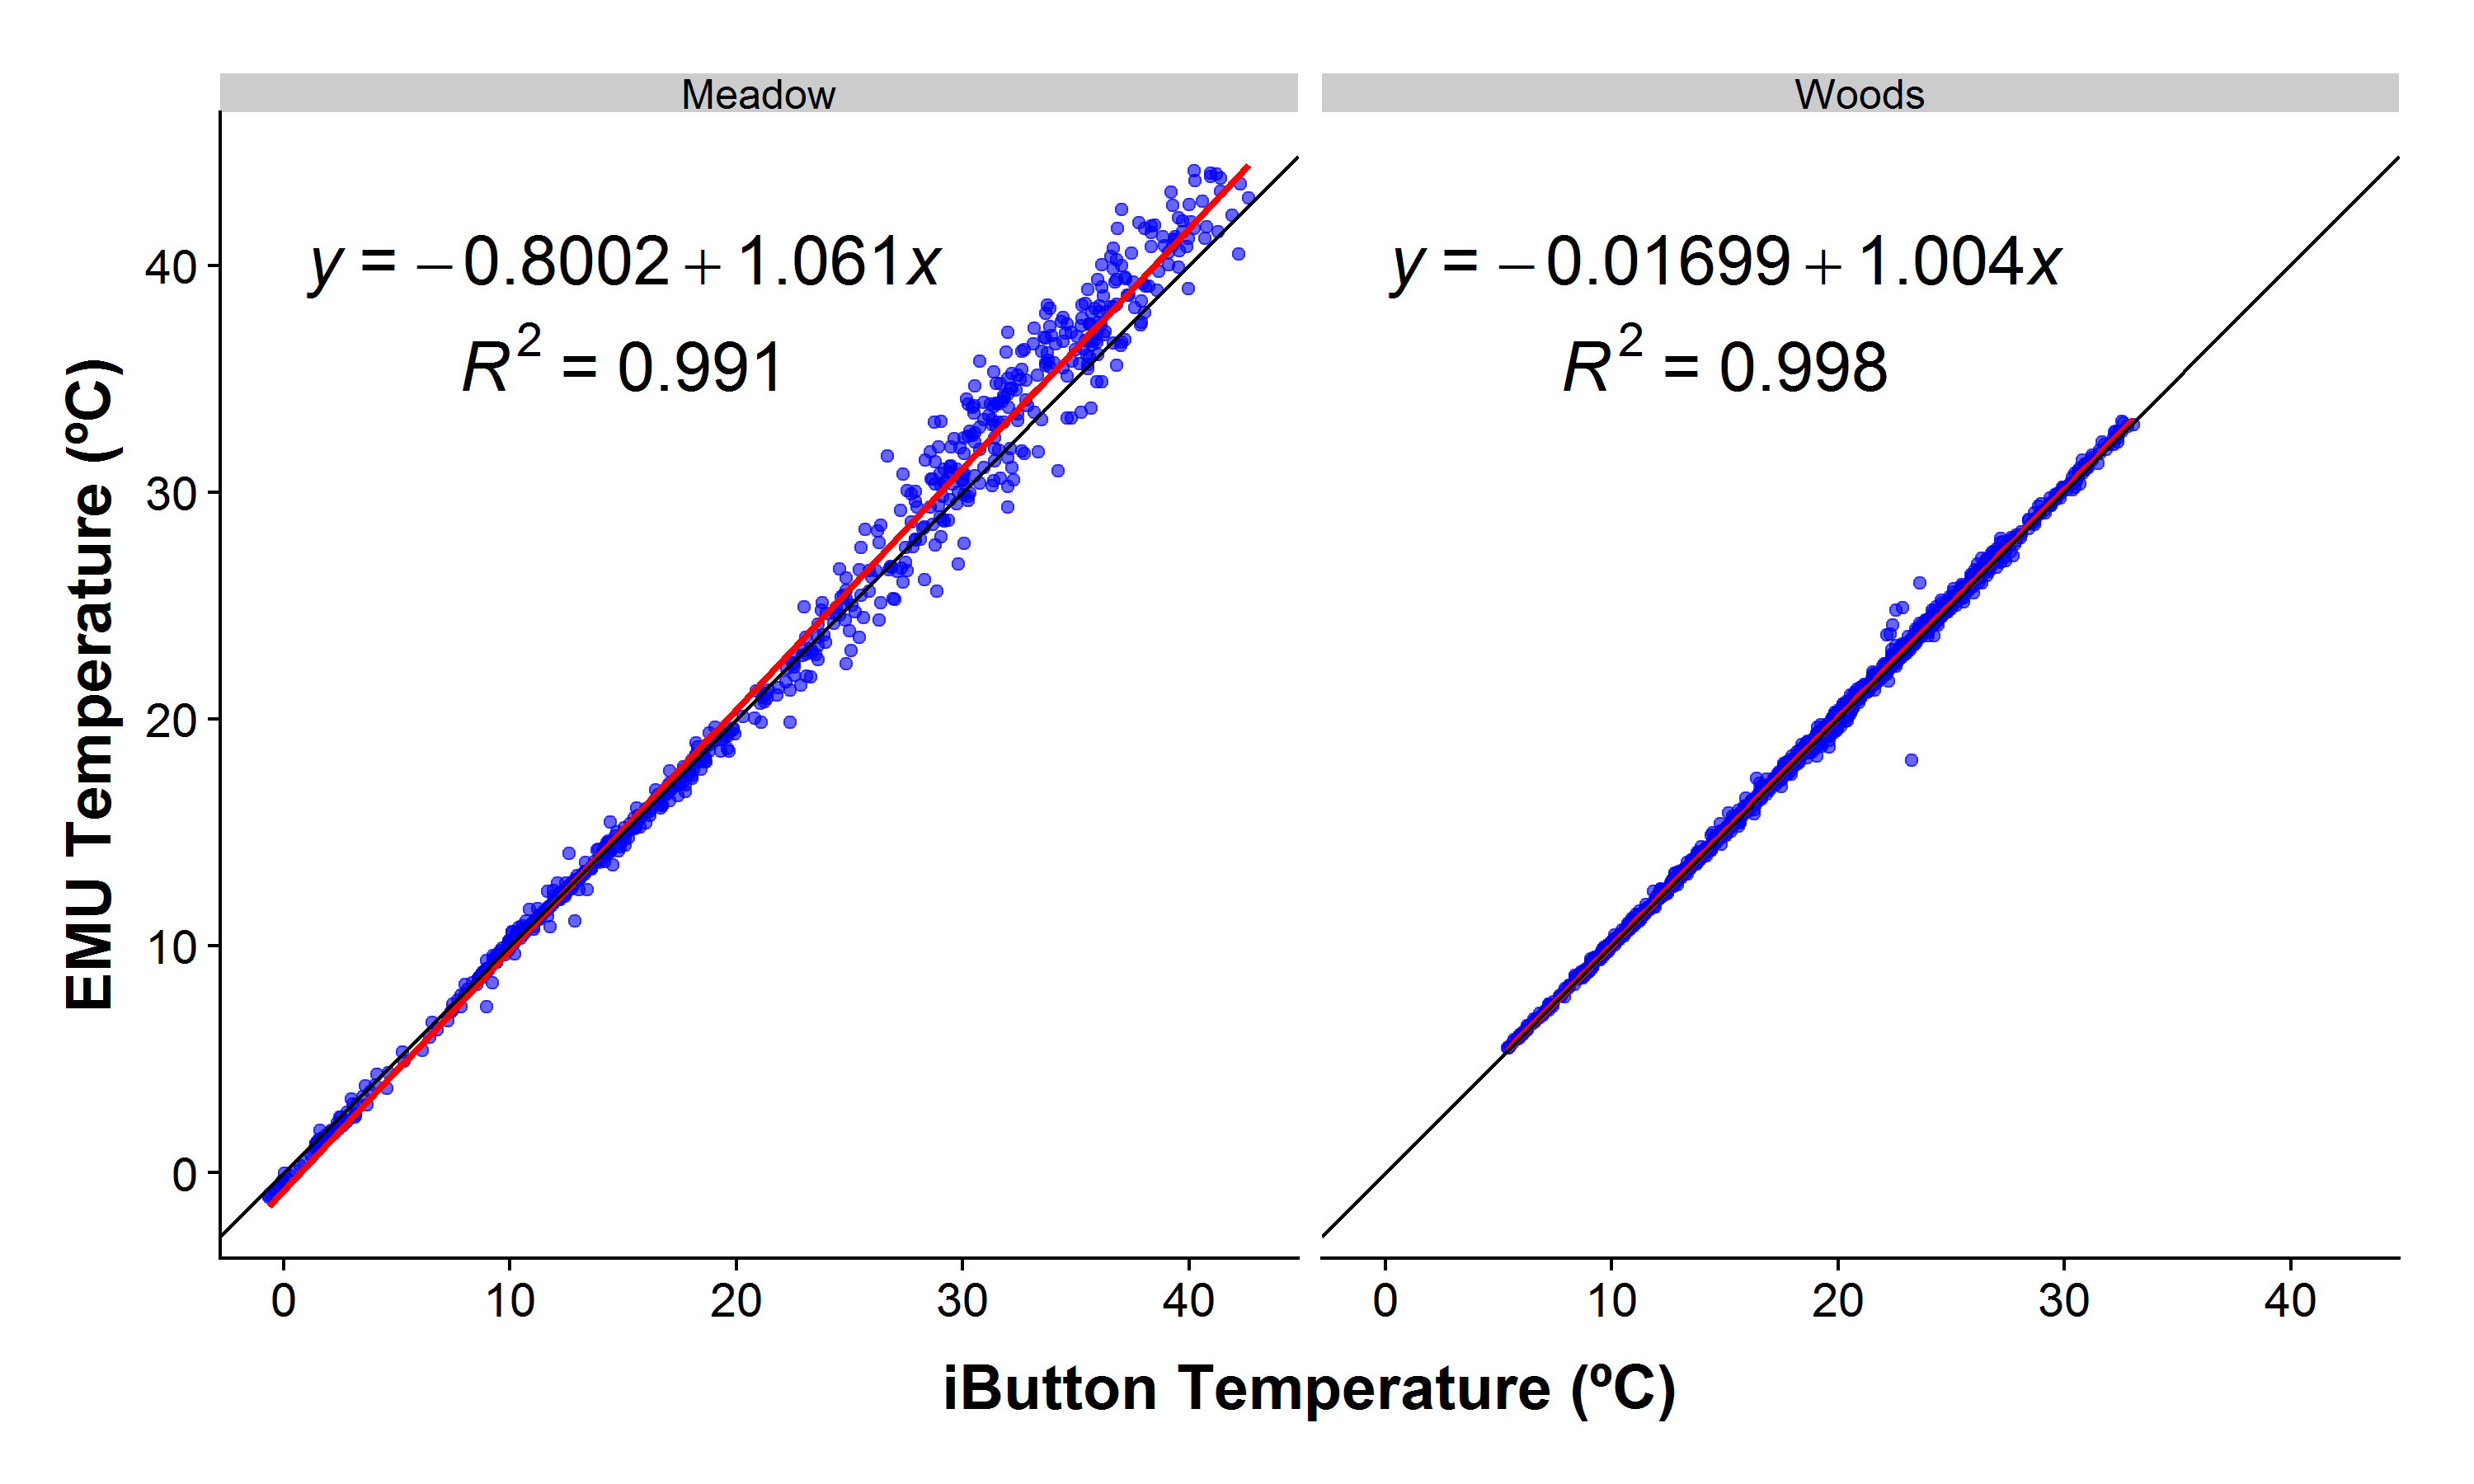 Meadow
Woods
y = −0.8002 + 1.061x
R² = 0.991
y = −0.01699 + 1.004x
R² = 0.998
EMU Temperature (ºC)
40
30
20
10
0
0 10 20 30 40
0 10 20 30 40
iButton Temperature (ºC)